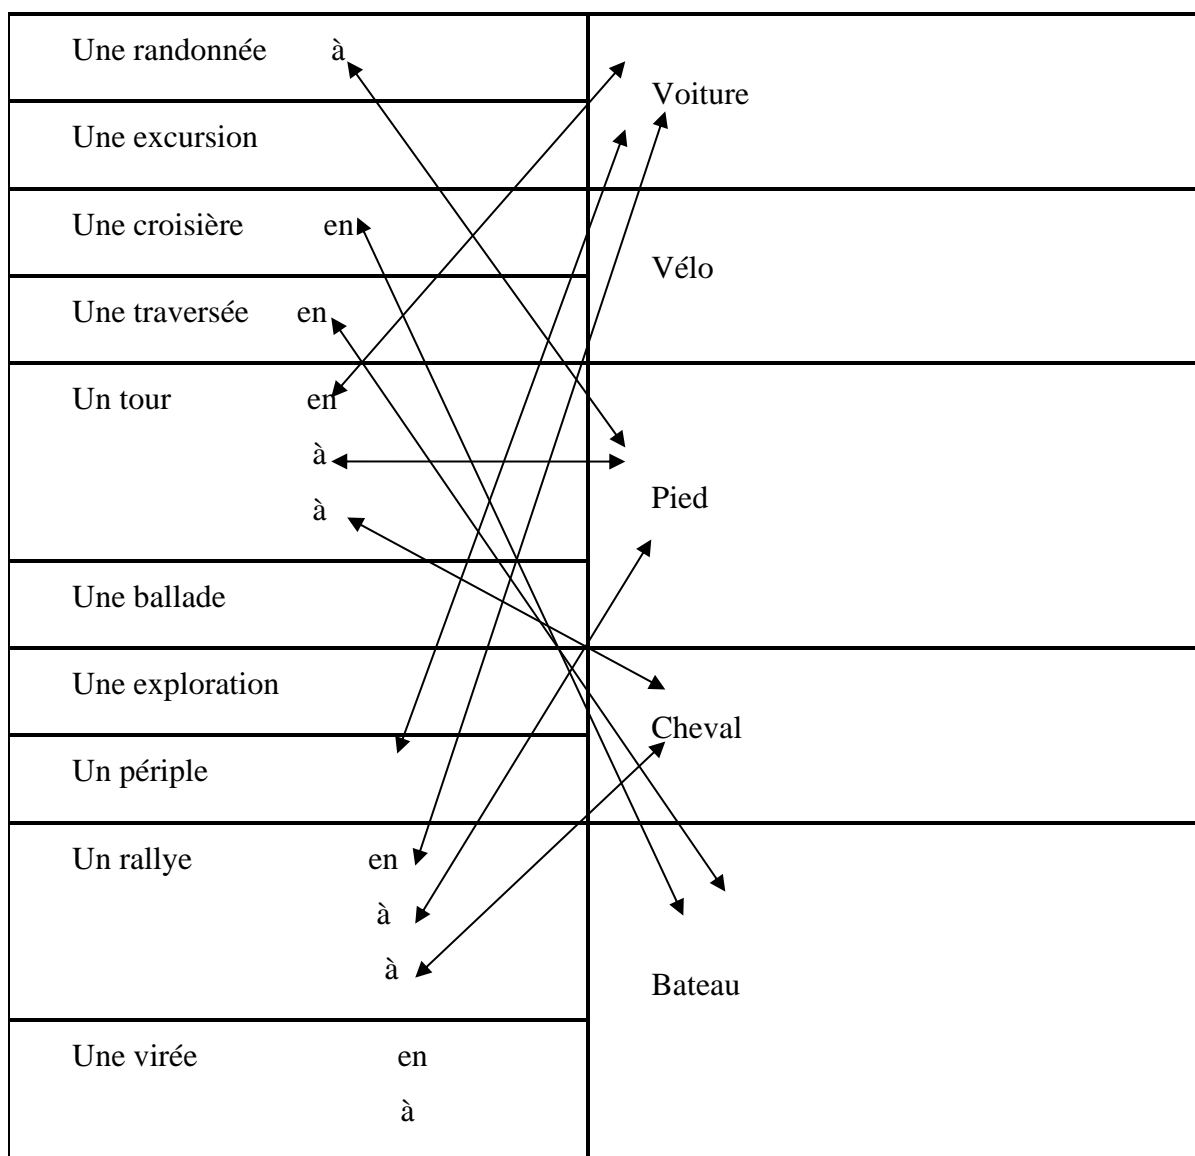 Une randonnée à
Voiture
Une excursion
Une croisière en
Vélo
Une traversée en
Un tour en
à
Pied
à
Une ballade
Une exploration
Cheval
Un périple
Un rallye en
à
à
Bateau
Une virée en
à